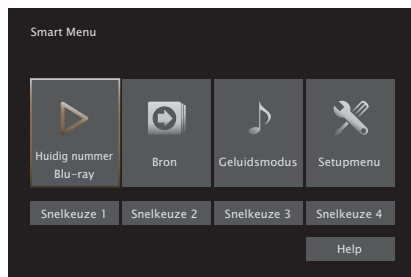 Smart Menu
Huidig nummer
Blu-ray
Bron
Geluidsmodus
Setupmenu
Snelkeuze 1
Snelkeuze 2
Snelkeuze 3
Snelkeuze 4
Help